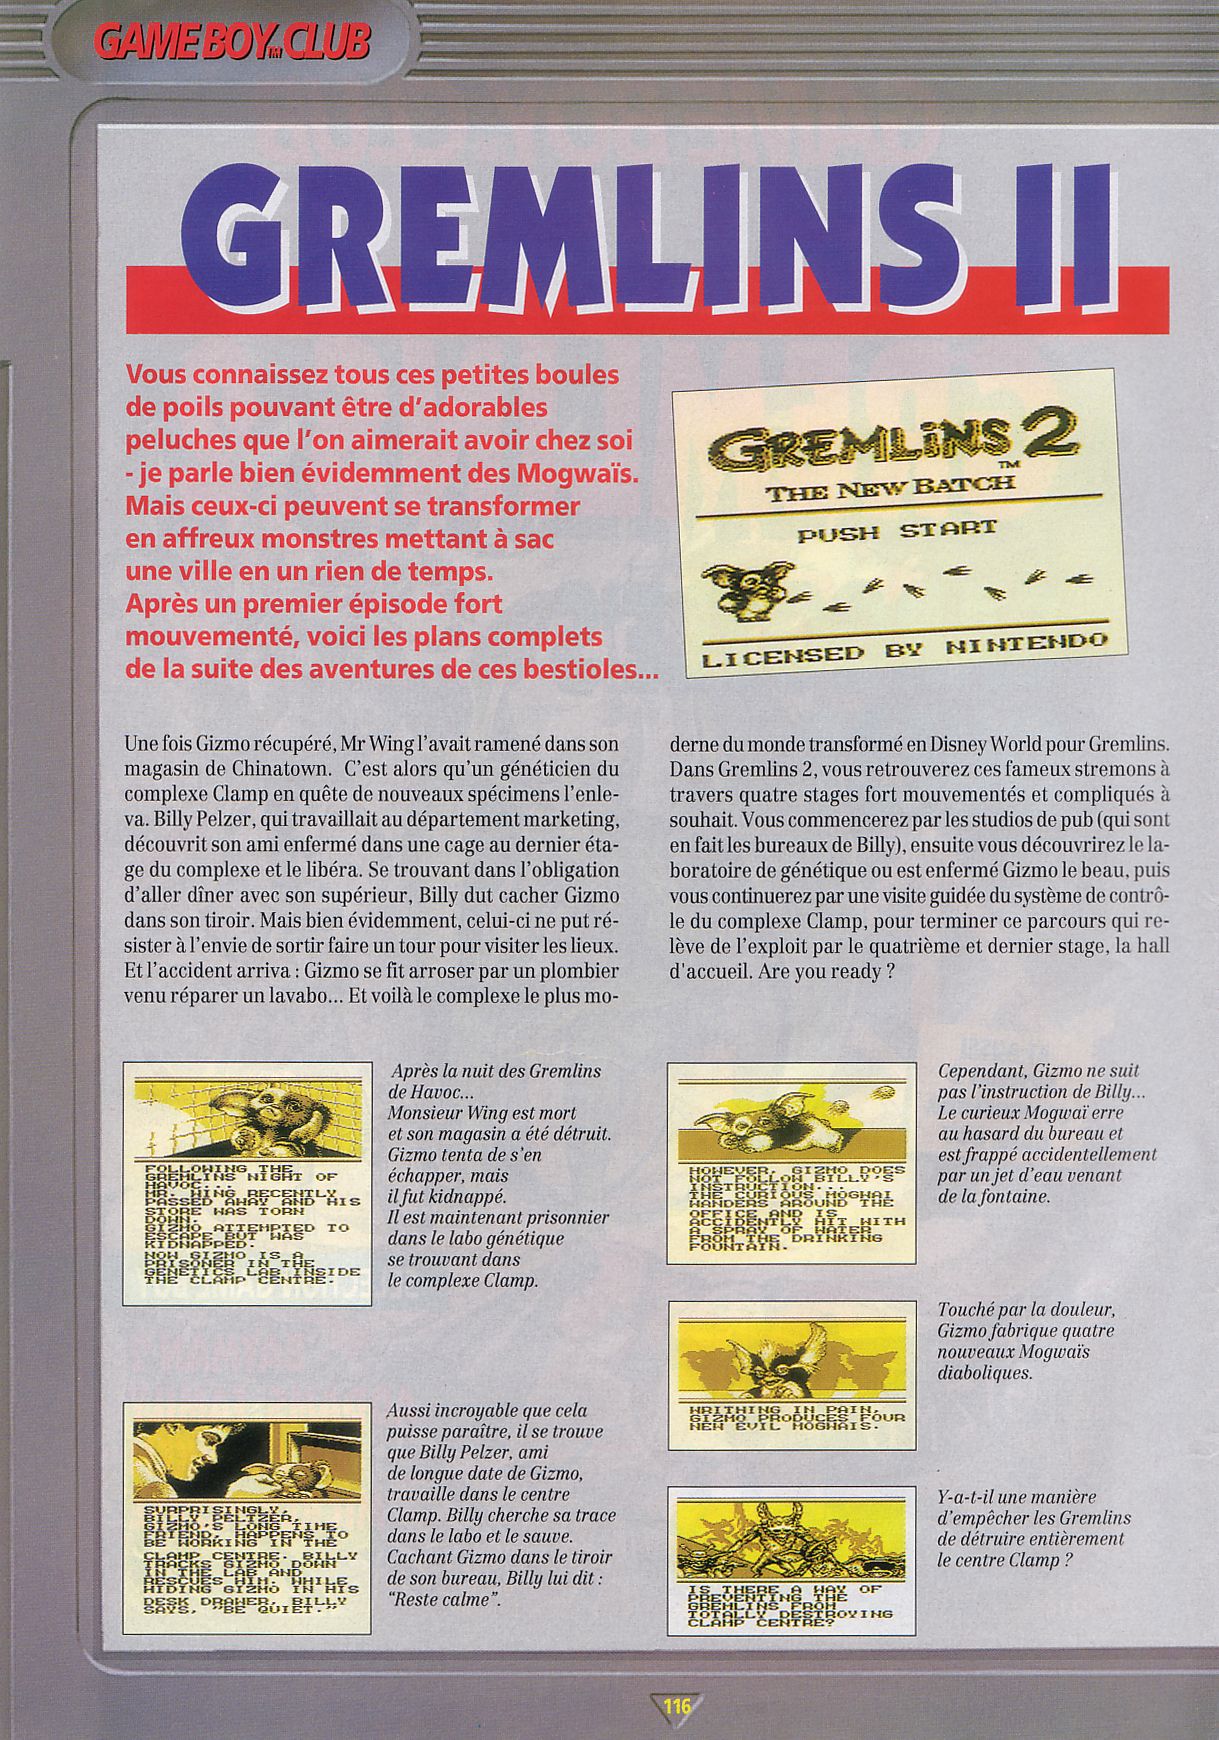 GAME BOY™ CLUB
GREMLINS II
Vous connaissez tous ces petites boules
de poils pouvant être d'adorables
peluches que l'on aimerait avoir chez soi
- je parle bien évidemment des Mogwaïs.
Mais ceux-ci peuvent se transformer
en affreux monstres mettant à sac
une ville en un rien de temps.
Après un premier épisode fort
mouvementé, voici les plans complets
de la suite des aventures de ces bestioles...
GREMLINS 2
™
THE NEW BATCH
PUSH START
LICENSED BY NINTENDO
Une fois Gizmo récupéré, Mr Wing l'avait ramené dans son
magasin de Chinatown. C'est alors qu'un généticien du
complexe Clamp en quête de nouveaux spécimens l'enle-
va. Billy Pelzer, qui travaillait au département marketing,
découvrit son ami enfermé dans une cage au dernier éta-
ge du complexe et le libéra. Se trouvant dans l'obligation
d'aller dîner avec son supérieur, Billy dut cacher Gizmo
dans son tiroir. Mais bien évidemment, celui-ci ne put ré-
sister à l'envie de sortir faire un tour pour visiter les lieux.
Et l'accident arriva : Gizmo se fit arroser par un plombier
venu réparer un lavabo... Et voilà le complexe le plus mo-
derne du monde transformé en Disney World pour Gremlins.
Dans Gremlins 2, vous retrouverez ces fameux stremons à
travers quatre stages fort mouvementés et compliqués à
souhait. Vous commencerez par les studios de pub (qui sont
en fait les bureaux de Billy), ensuite vous découvrirez le la-
boratoire de génétique ou est enfermé Gizmo le beau, puis
vous continuerez par une visite guidée du système de contrô-
le du complexe Clamp, pour terminer ce parcours qui re-
lève de l'exploit par le quatrième et dernier stage, la hall
d'accueil. Are you ready ?
FOLLOWING THE
GREMLINS NIGHT OF
HAVOC...
MR. WING RECENTLY
PASSED AWAY AND HIS
STORE WAS TORN
DOWN.
GIZMO ATTEMPTED TO
ESCAPE BUT WAS
KIDNAPPED.
NOW GIZMO IS A
PRISONER IN THE
GENETICS LAB INSIDE
THE CLAMP CENTRE.
Après la nuit des Gremlins
de Havoc...
Monsieur Wing est mort
et son magasin a été détruit.
Gizmo tenta de s'en
échapper, mais
il fut kidnappé.
Il est maintenant prisonnier
dans le labo génétique
se trouvant dans
le complexe Clamp.
SURPRISINGLY,
BILLY PELTZER,
GIZMO'S LONG TIME
FRIEND, HAPPENS TO
BE WORKING IN THE
CLAMP CENTRE. BILLY
TRACKS GIZMO DOWN
IN THE LAB AND
RESCUES HIM. WHILE
HIDING GIZMO IN HIS
DESK DRAWER, BILLY
SAYS, "BE QUIET."
Aussi incroyable que cela
puisse paraître, il se trouve
que Billy Pelzer, ami
de longue date de Gizmo,
travaille dans le centre
Clamp. Billy cherche sa trace
dans le labo et le sauve.
Cachant Gizmo dans le tiroir
de son bureau, Billy lui dit :
"Reste calme".
HOWEVER, GIZMO DOES
NOT FOLLOW BILLY'S
INSTRUCTION...
THE CURIOUS MOGWAI
WANDERS AROUND THE
OFFICE AND IS
ACCIDENTLY HIT WITH
A SPRAY OF WATER
FROM THE DRINKING
FOUNTAIN.
Cependant, Gizmo ne suit
pas l'instruction de Billy...
Le curieux Mogwaï erre
au hasard du bureau et
est frappé accidentellement
par un jet d'eau venant
de la fontaine.
WRITHING IN PAIN,
GIZMO PRODUCES FOUR
NEW EVIL MOGWAIS.
Touché par la douleur,
Gizmo fabrique quatre
nouveaux Mogwaïs
diaboliques.
IS THERE A WAY OF
PREVENTING THE
GREMLINS FROM
TOTALLY DESTROYING
CLAMP CENTRE?
Y-a-t-il une manière
d'empêcher les Gremlins
de détruire entièrement
le centre Clamp ?
116